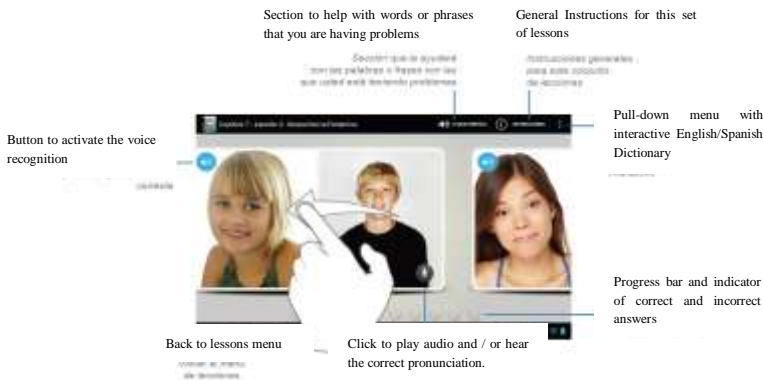 Section to help with words or phrases
that you are having problems
General Instructions for this set
of lessons
Sección que le ayudará
con las palabras o frases con las
que usted está teniendo problemas
Instrucciones generales
para este conjunto
de lecciones
Pull-down menu with
interactive English/Spanish
Dictionary
Button to activate the voice
recognition
Progress bar and indicator
of correct and incorrect
answers
Back to lessons menu
Click to play audio and / or hear
the correct pronunciation.
de lecciones.